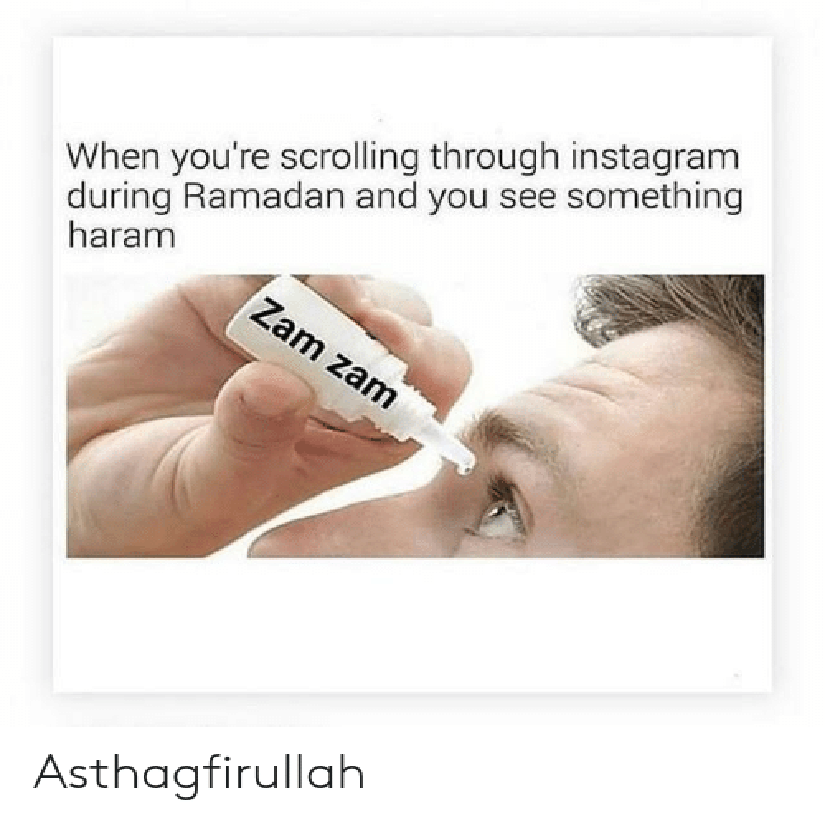 When you're scrolling through instagram
during Ramadan and you see something
haram
Zam zam
Asthagfirullah